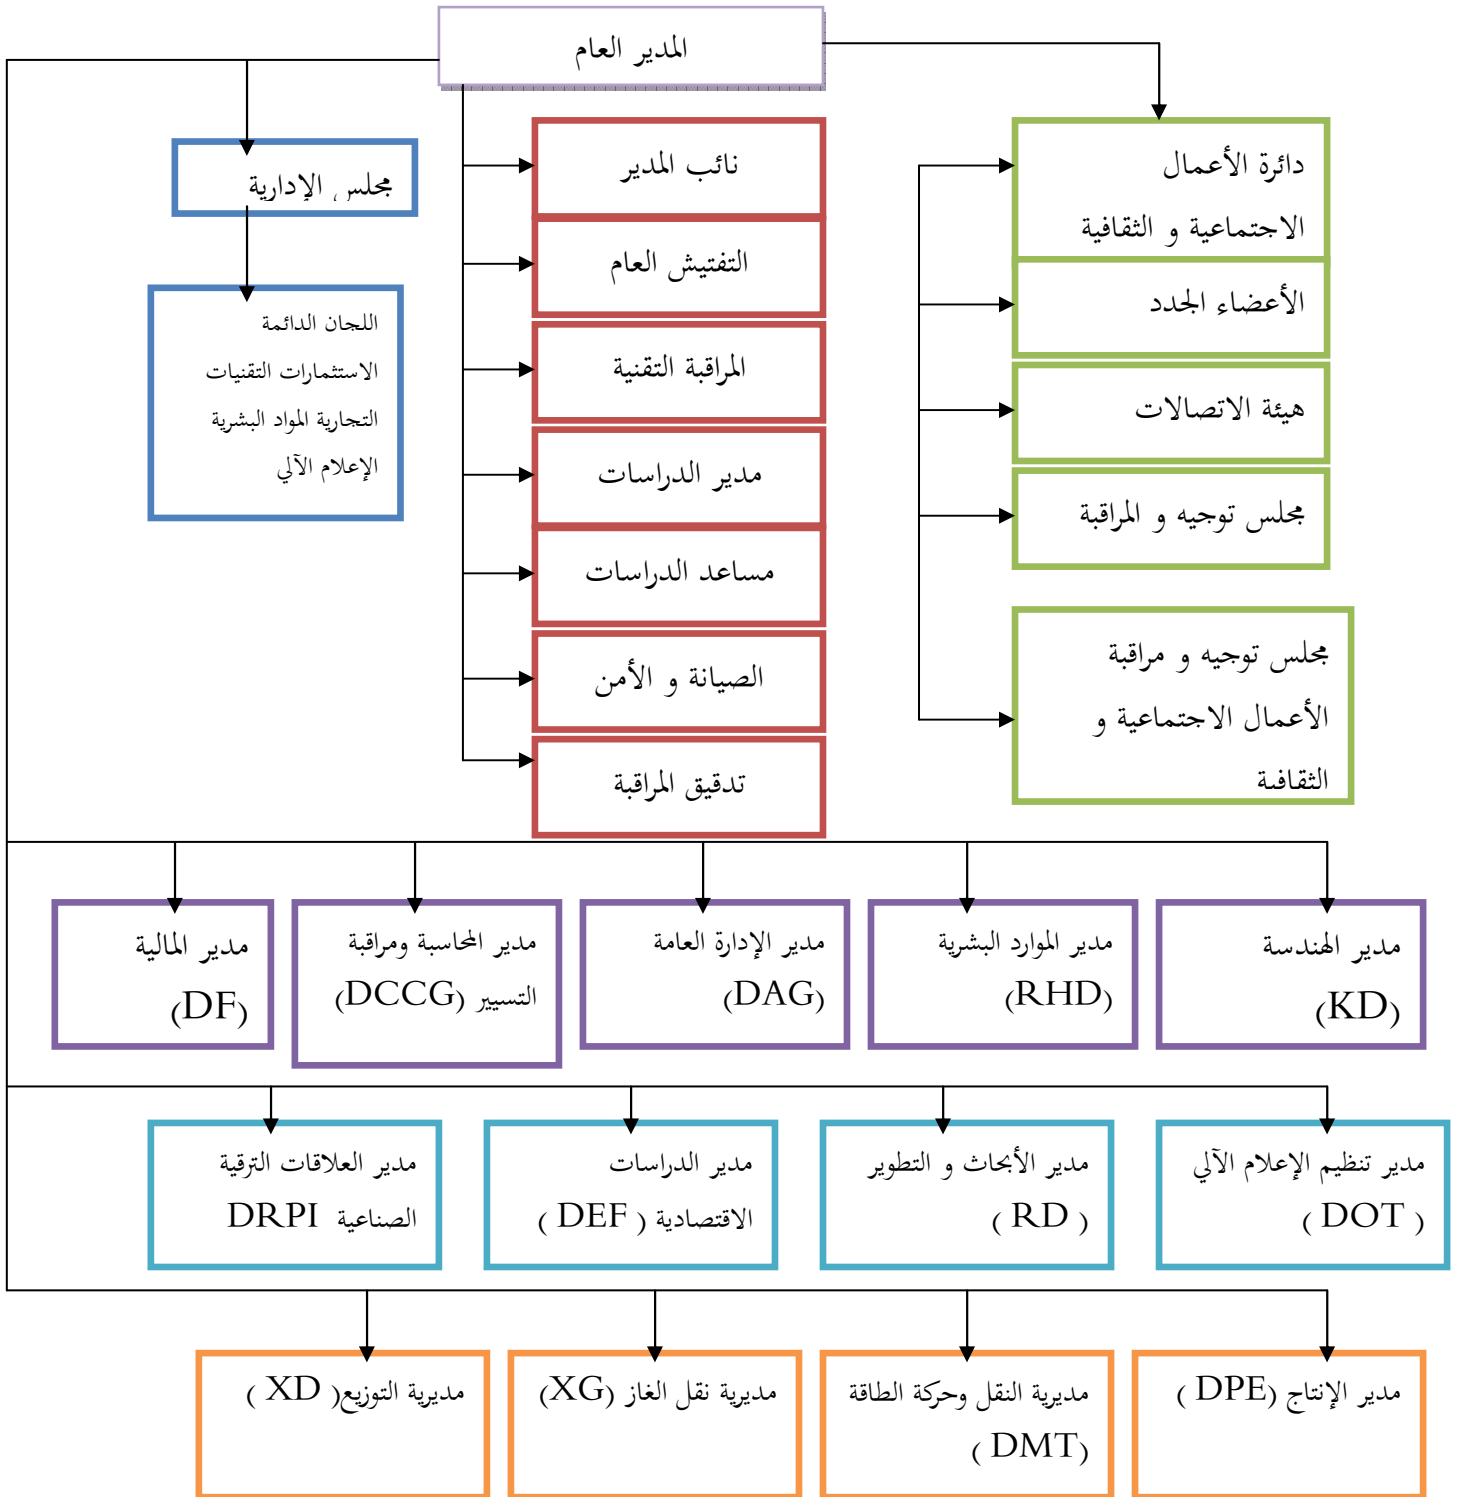 المدير العام
دائرة الأعمال
الاجتماعية و الثقافية
الأعضاء الجدد
هيئة الاتصالات
مجلس توجيه و المراقبة
مجلس توجيه و مراقبة
الأعمال الاجتماعية و
الثقافية
نائب المدير
التفتيش العام
المراقبة التقنية
مدير الدراسات
مساعد الدراسات
الصيانة و الأمن
تدقيق المراقبة
مجلس الإدارية
اللجان الدائمة
الاستثمارات التقنيات
التجارية المواد البشرية
الإعلام الآلي
مدير الهندسة
(KD)
مدير الموارد البشرية
(RHD)
مدير الإدارة العامة
(DAG)
مدير المحاسبة ومراقبة
التسيير (DCCG)
مدير المالية
(DF)
مدير تنظيم الإعلام الآلي
( DOT )
مدير الأبحاث و التطوير
( RD )
مدير الدراسات
الاقتصادية ( DEF )
مدير العلاقات الترقية
الصناعية DRPI
مدير الإنتاج (DPE )
مديرية النقل وحركة الطاقة
(DMT )
مديرية نقل الغاز (XG)
مديرية التوزيع( XD )